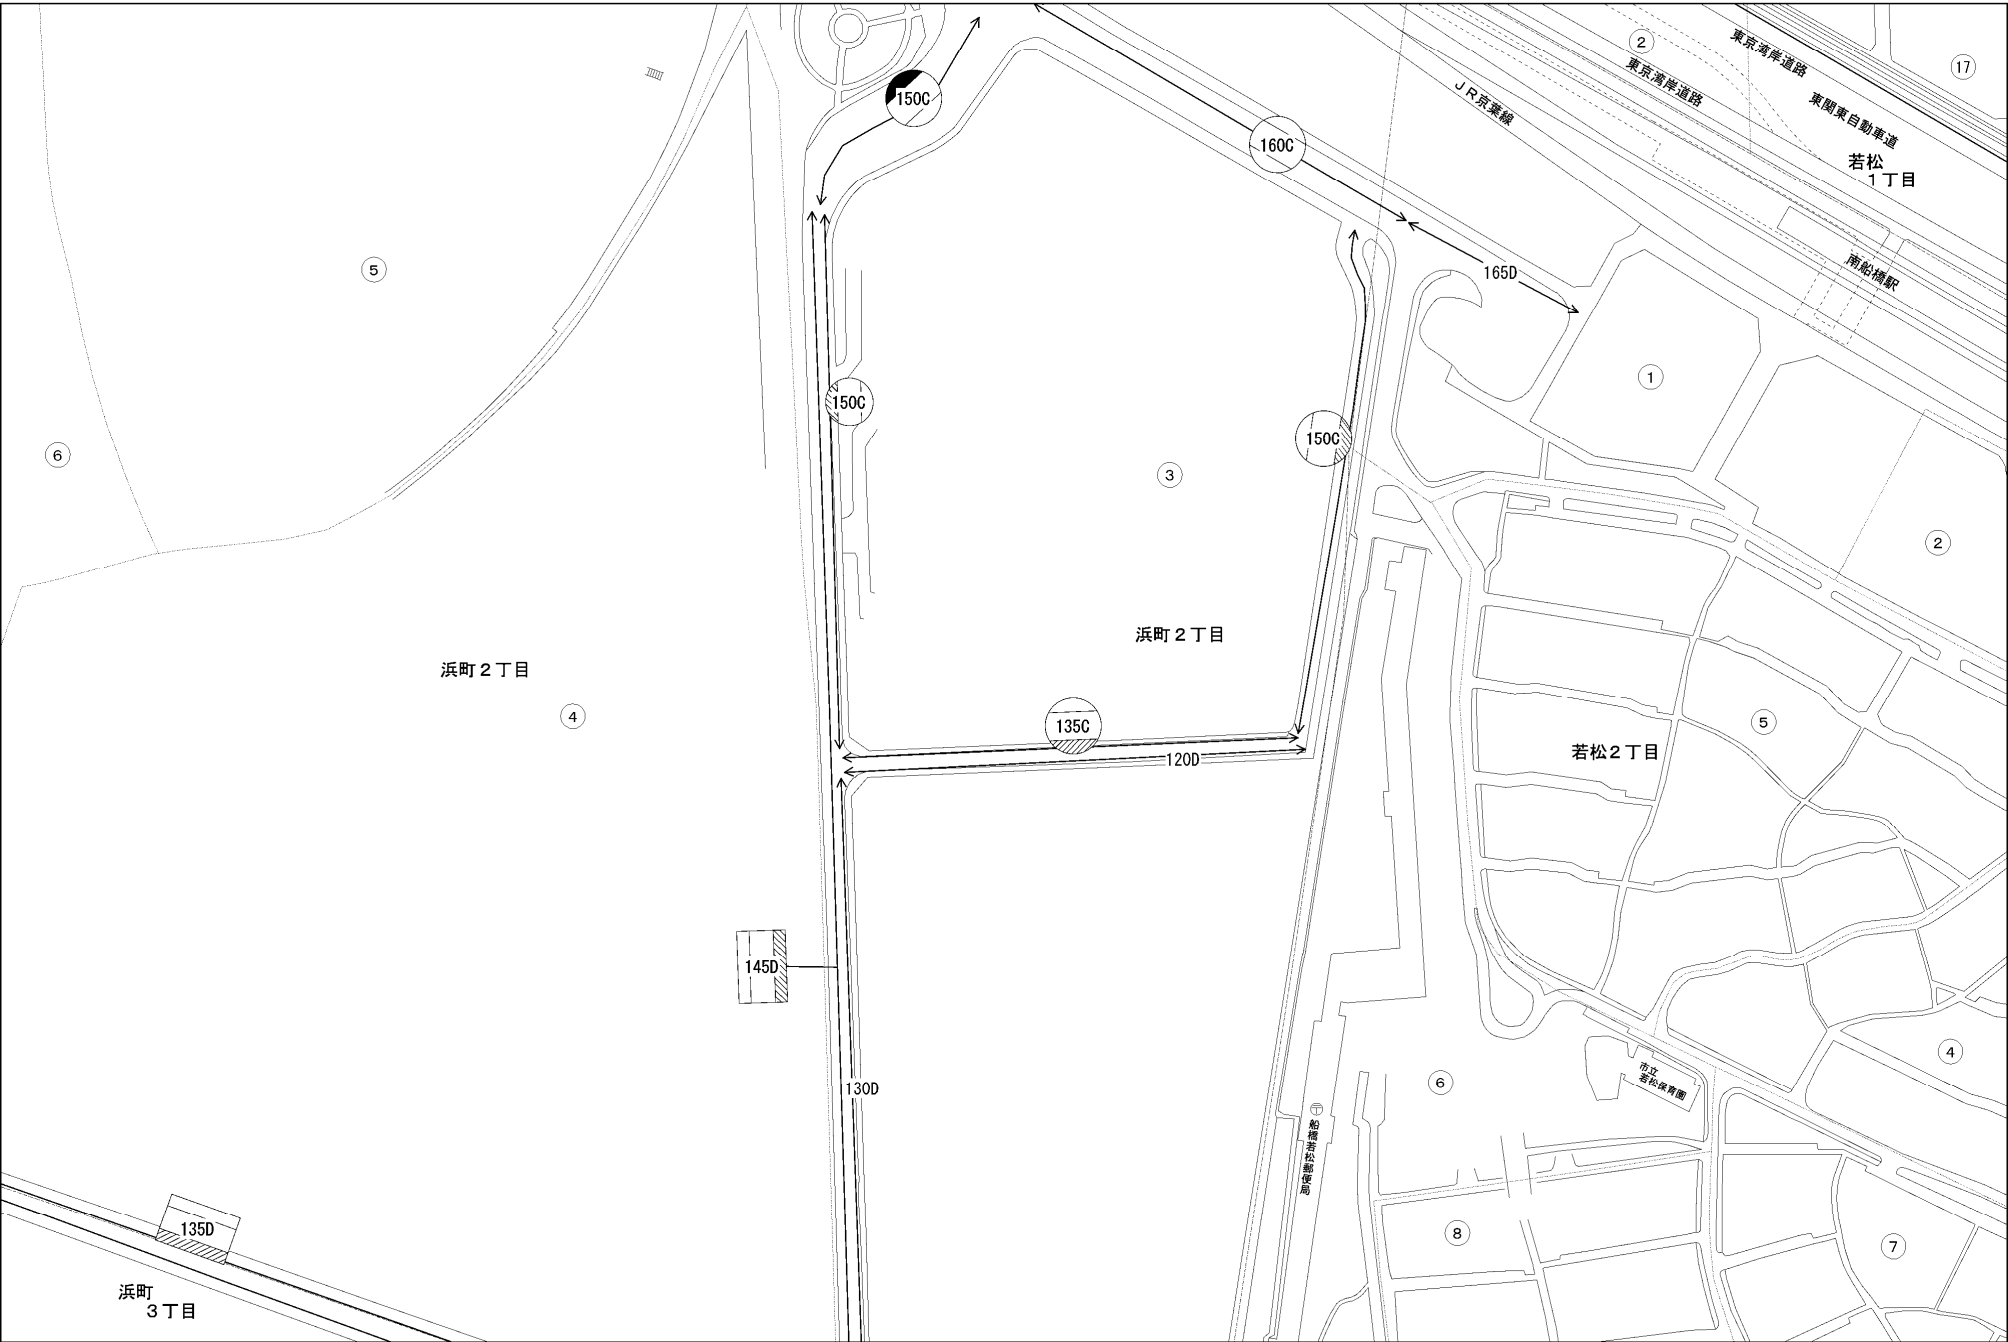 東京湾岸道路
②
東京湾岸道路
⑰
JR京葉線
東関東自動車道
150C
160C
若松
1丁目
⑤
165D
南船橋駅
①
150C
150C
⑥
③
②
浜町2丁目
浜町2丁目
④
135C
120D
⑤
若松2丁目
145D
130D
⑥
④
市立
若松保育園
船橋若松郵便局
135D
⑧
⑦
浜町
3丁目